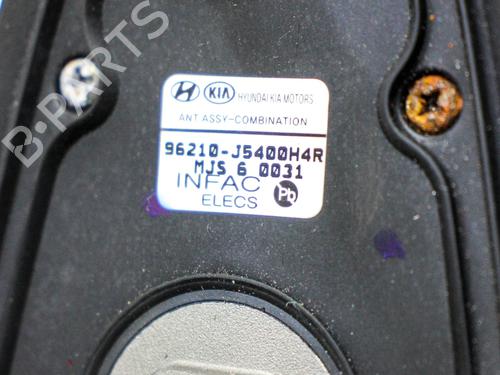 B-PARTS
KIA HYUNDAI KIA MOTORS
ANT ASSY-COMBINATION
96210-J5400H4R
MJS 6 0031
INFAC
ELECS Pb